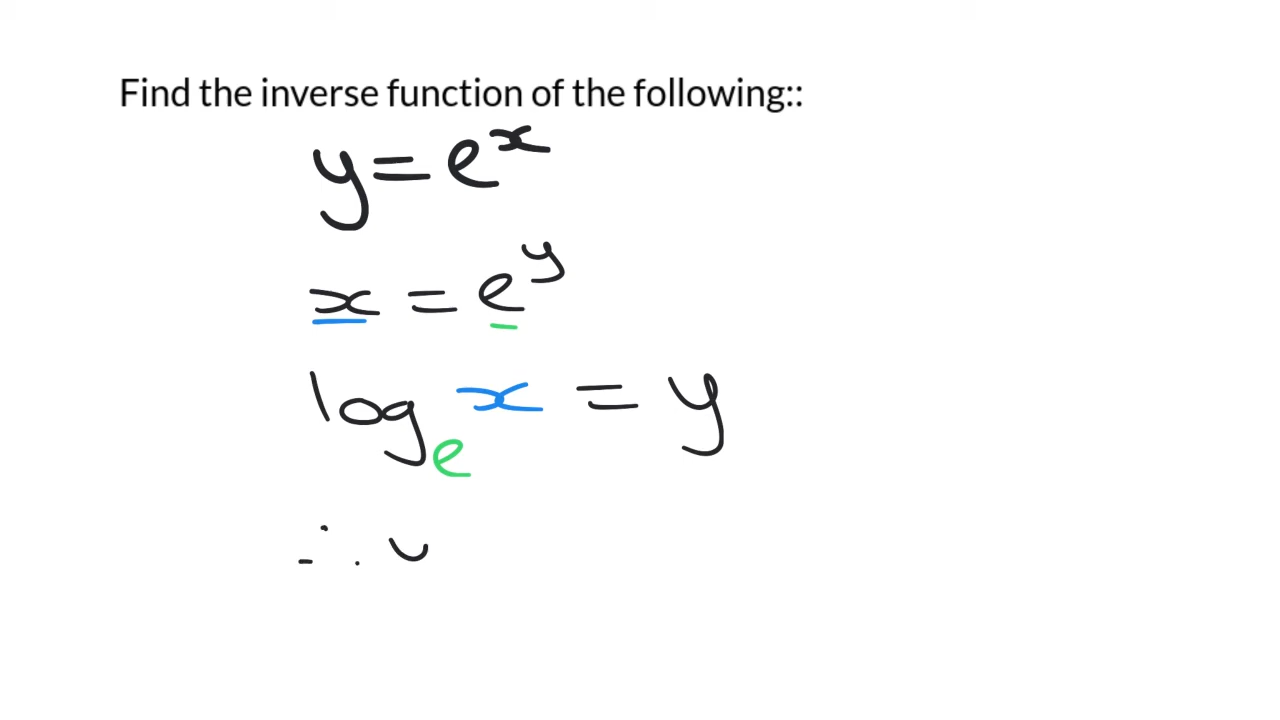 Find the inverse function of the following::
y = e^x
x = e^y
log_e x = y
∴